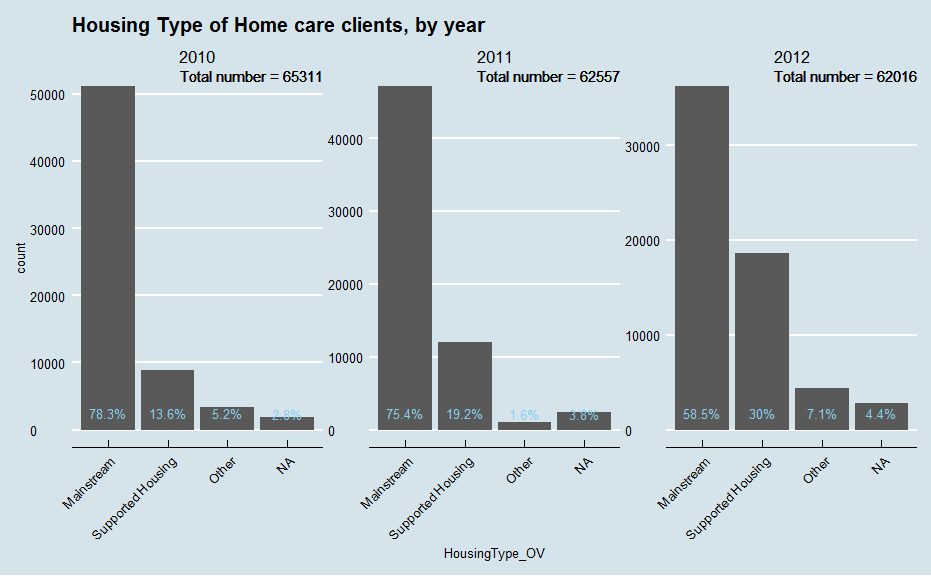 Housing Type of Home care clients, by year
2010
Total number = 65311
2011
Total number = 62557
2012
Total number = 62016
count
50000
40000
30000
20000
10000
0
78.3%
13.6%
5.2%
2.8%
Mainstream
Supported Housing
Other
NA
40000
30000
20000
10000
0
75.4%
19.2%
1.6%
3.8%
Mainstream
Supported Housing
Other
NA
30000
20000
10000
0
58.5%
30%
7.1%
4.4%
Mainstream
Supported Housing
Other
NA
HousingType_OV